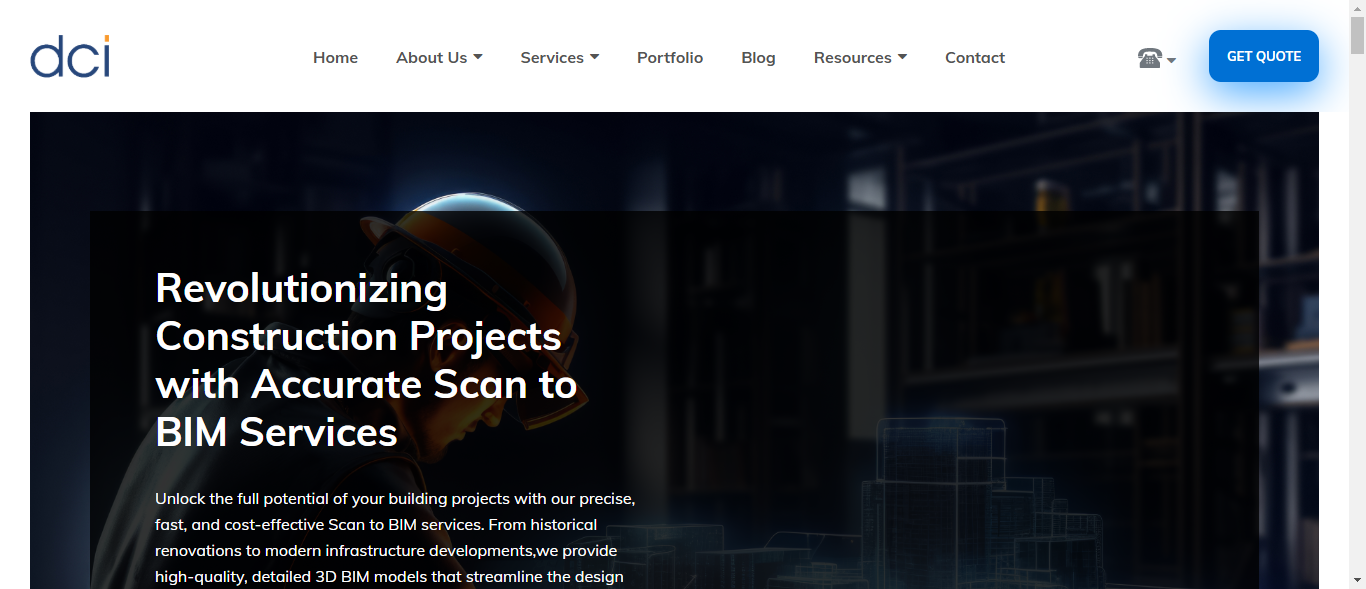 dci
Home About Us Services Portfolio Blog Resources Contact GET QUOTE
Revolutionizing
Construction Projects
with Accurate Scan to
BIM Services
Unlock the full potential of your building projects with our precise,
fast, and cost-effective Scan to BIM services. From historical
renovations to modern infrastructure developments,we provide
high-quality, detailed 3D BIM models that streamline the design